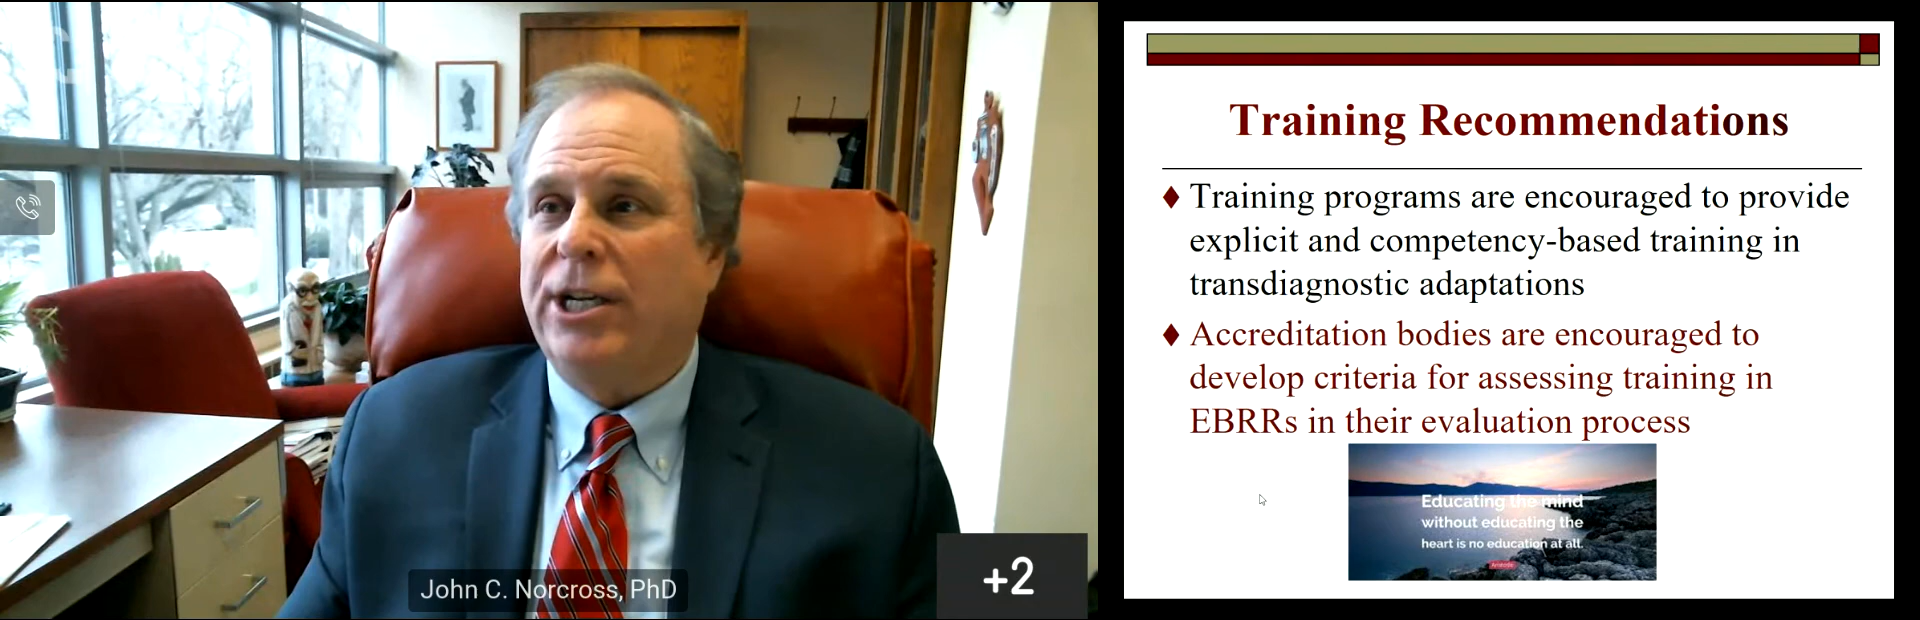 John C. Norcross, PhD
+2
Training Recommendations
Training programs are encouraged to provide
explicit and competency-based training in
transdiagnostic adaptations
Accreditation bodies are encouraged to
develop criteria for assessing training in
EBRRs in their evaluation process
Educating the mind
without educating the
heart is no education at all.
Aristotle